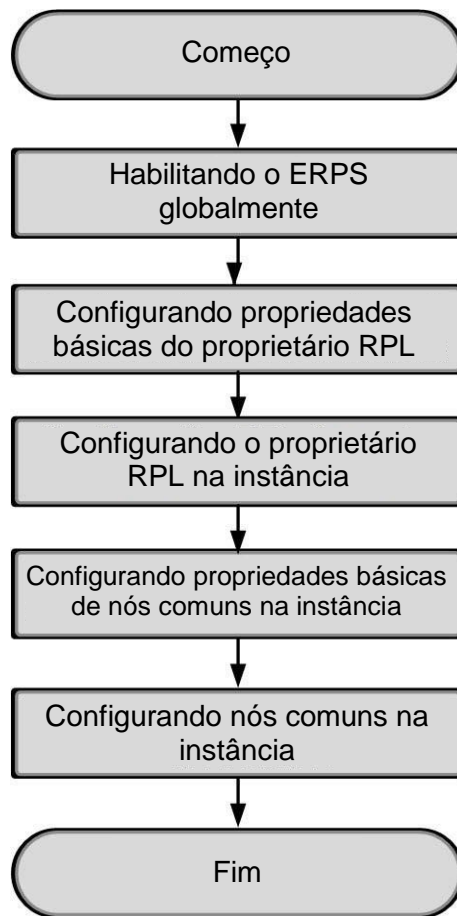 Começo
Habilitando o ERPS
globalmente
Configurando propriedades
básicas do proprietário RPL
Configurando o proprietário
RPL na instância
Configurando propriedades básicas
de nós comuns na instância
Configurando nós comuns na
instância
Fim